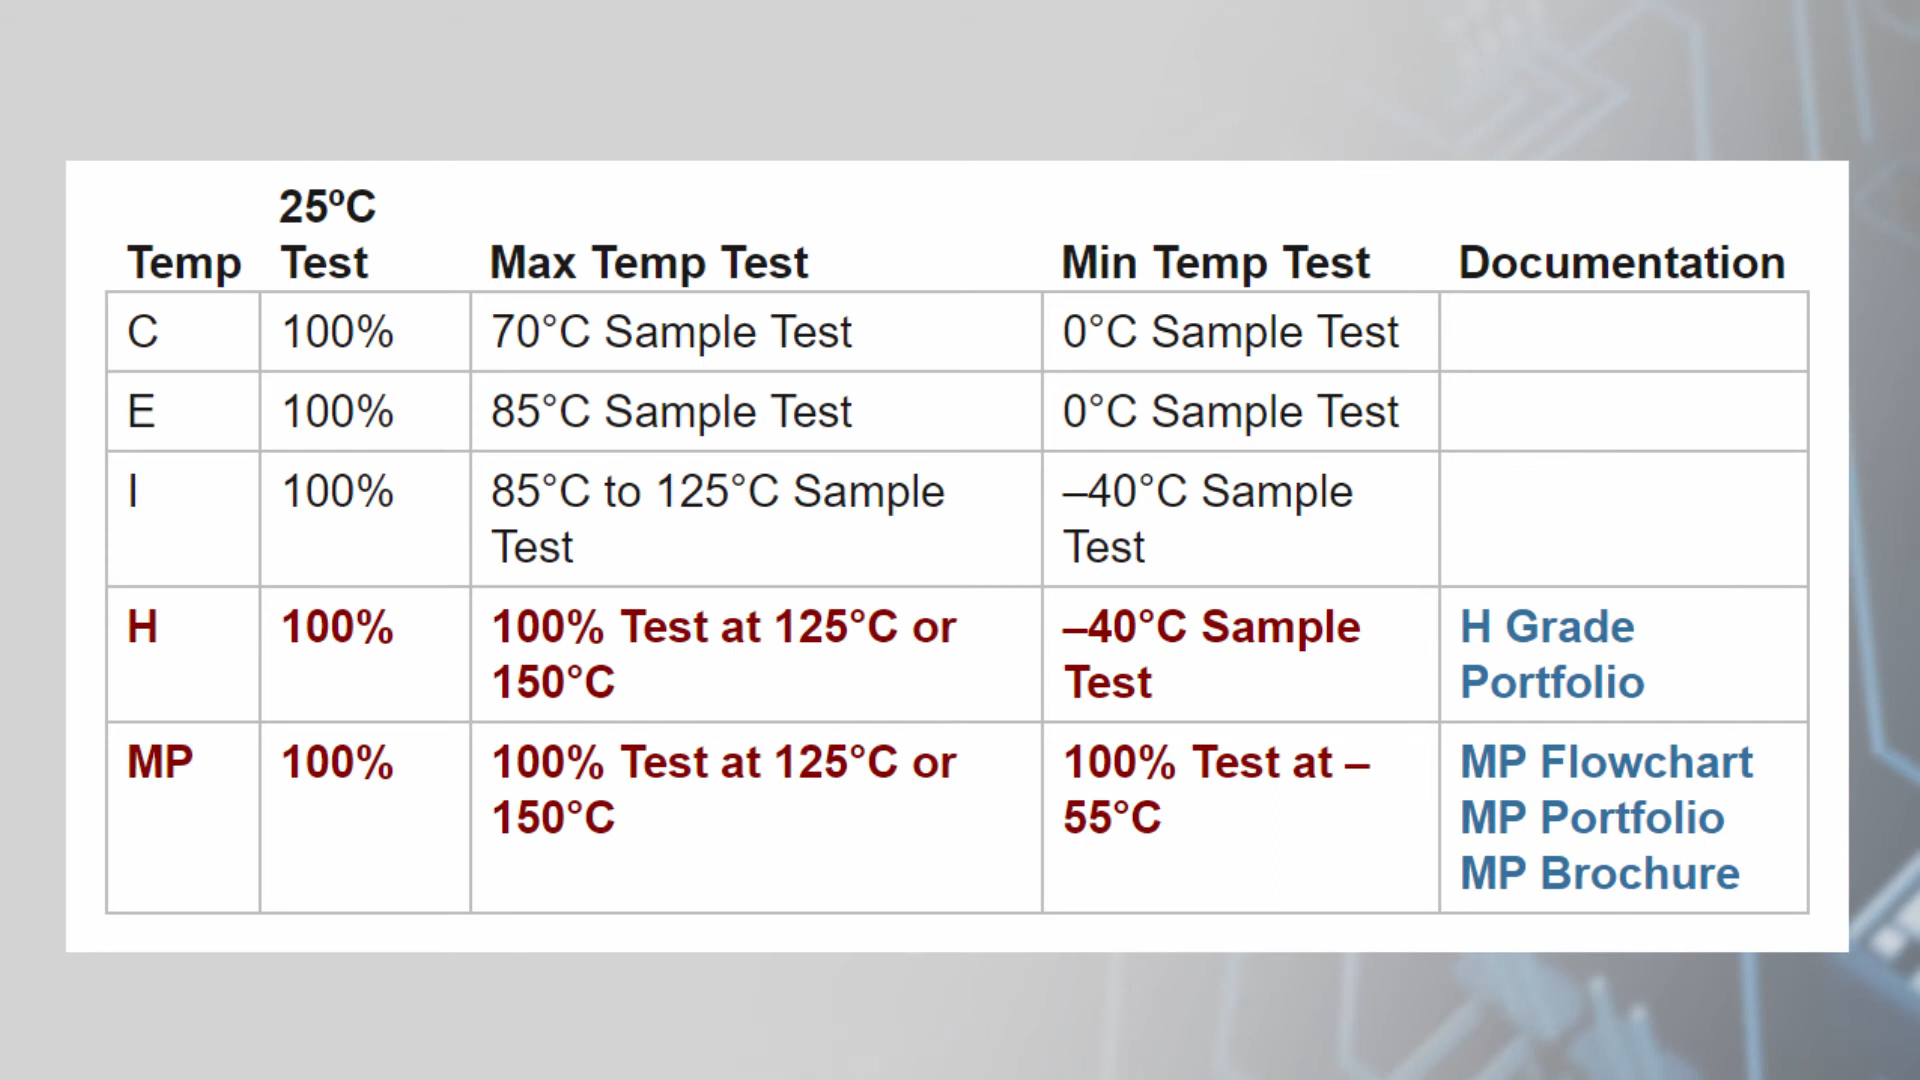 25ºC
Temp Test Max Temp Test Min Temp Test Documentation
C 100% 70°C Sample Test 0°C Sample Test
E 100% 85°C Sample Test 0°C Sample Test
I 100% 85°C to 125°C Sample –40°C Sample
Test Test
H 100% 100% Test at 125°C or –40°C Sample H Grade
150°C Test Portfolio
MP 100% 100% Test at 125°C or 100% Test at – MP Flowchart
150°C 55°C MP Portfolio
MP Brochure